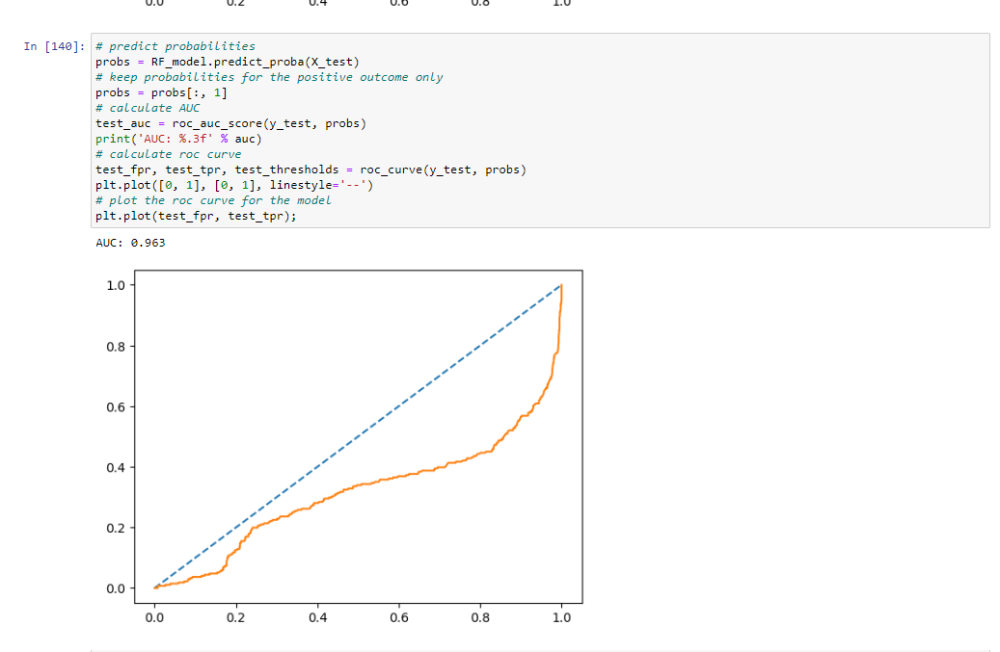 0.0 0.2 0.4 0.6 0.8 1.0
In [140]: # predict probabilities
probs = RF_model.predict_proba(X_test)
# keep probabilities for the positive outcome only
probs = probs[:, 1]
# calculate AUC
test_auc = roc_auc_score(y_test, probs)
print('AUC: %.3f' % auc)
# calculate roc curve
test_fpr, test_tpr, test_thresholds = roc_curve(y_test, probs)
plt.plot([0, 1], [0, 1], linestyle='--')
# plot the roc curve for the model
plt.plot(test_fpr, test_tpr);
AUC: 0.963
1.0
0.8
0.6
0.4
0.2
0.0
0.0 0.2 0.4 0.6 0.8 1.0